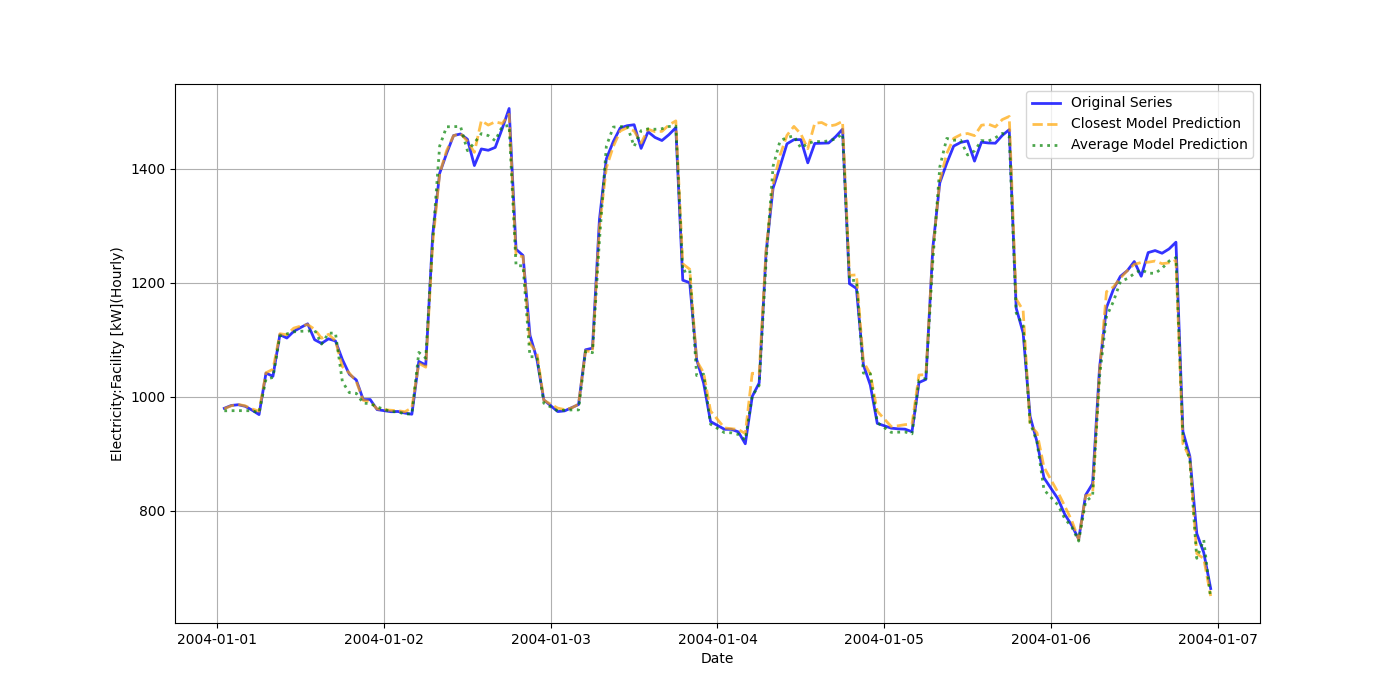 Original Series
Closest Model Prediction
Average Model Prediction
Electricity:Facility [kW](Hourly)
1400
1200
1000
800
2004-01-01
2004-01-02
2004-01-03
2004-01-04
2004-01-05
2004-01-06
2004-01-07
Date